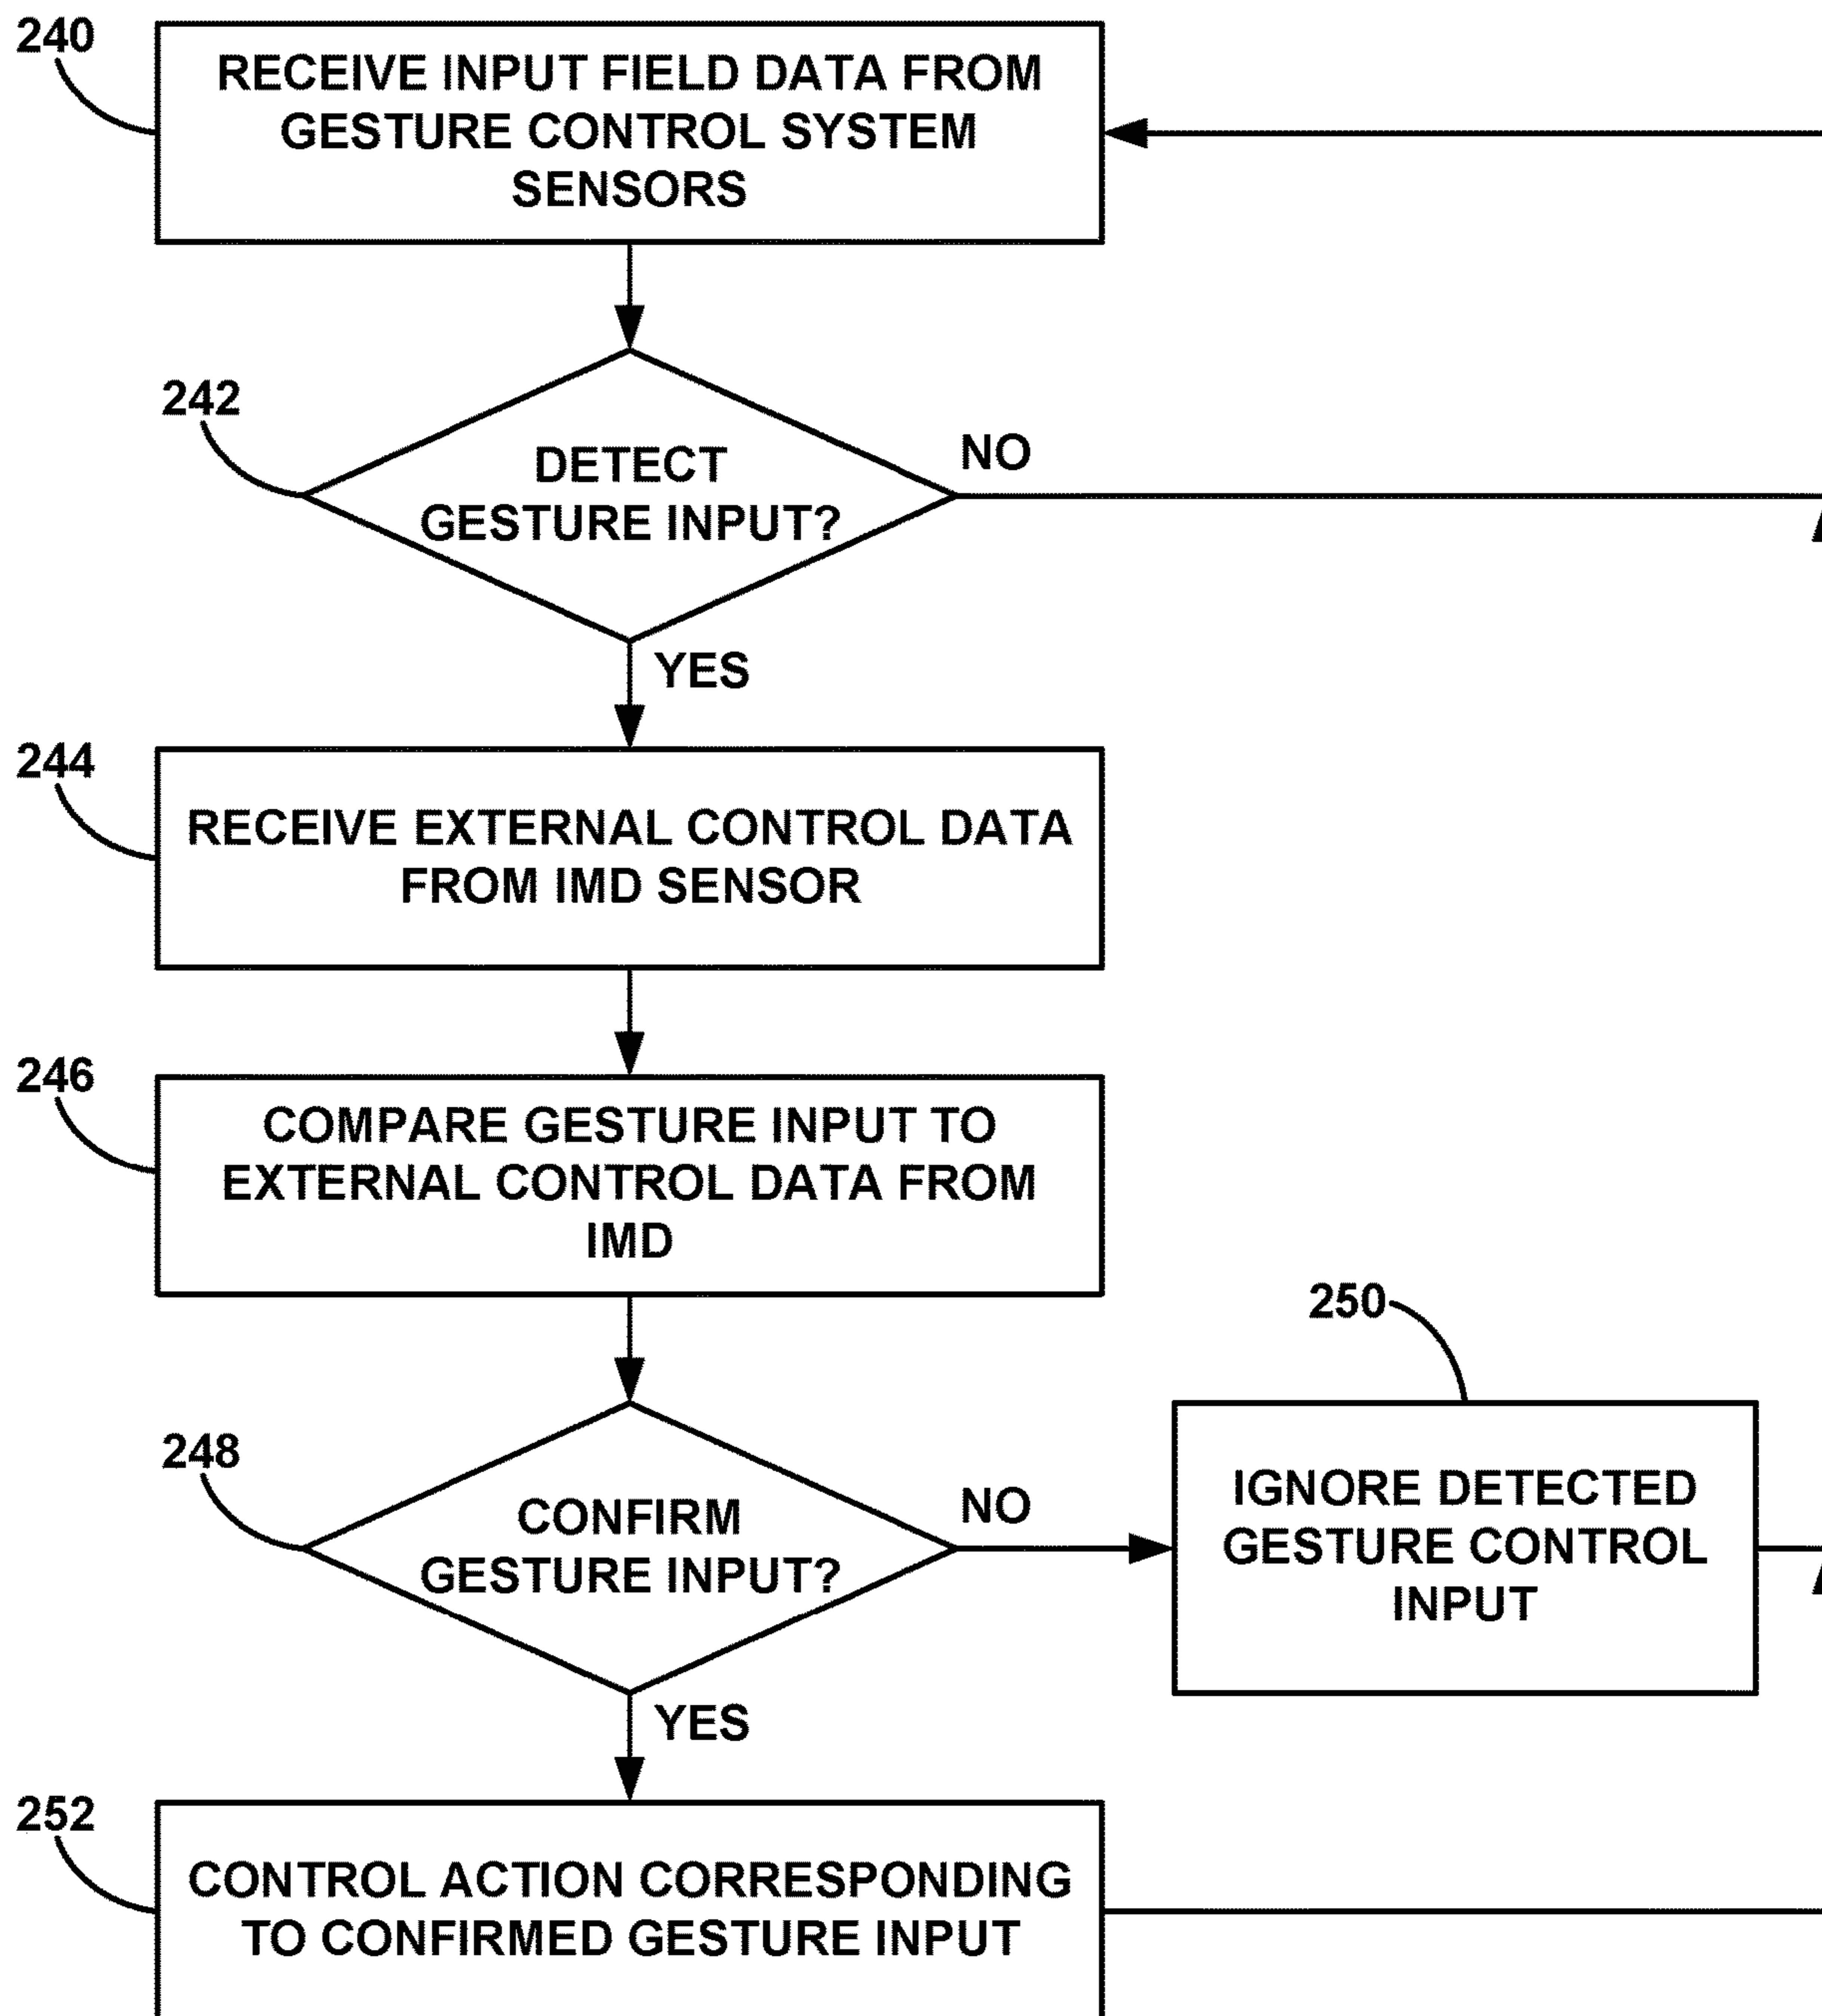 240
RECEIVE INPUT FIELD DATA FROM
GESTURE CONTROL SYSTEM
SENSORS
242
DETECT
GESTURE INPUT?
NO
YES
244
RECEIVE EXTERNAL CONTROL DATA
FROM IMD SENSOR
246
COMPARE GESTURE INPUT TO
EXTERNAL CONTROL DATA FROM
IMD
248
CONFIRM
GESTURE INPUT?
NO
250
IGNORE DETECTED
GESTURE CONTROL
INPUT
YES
252
CONTROL ACTION CORRESPONDING
TO CONFIRMED GESTURE INPUT